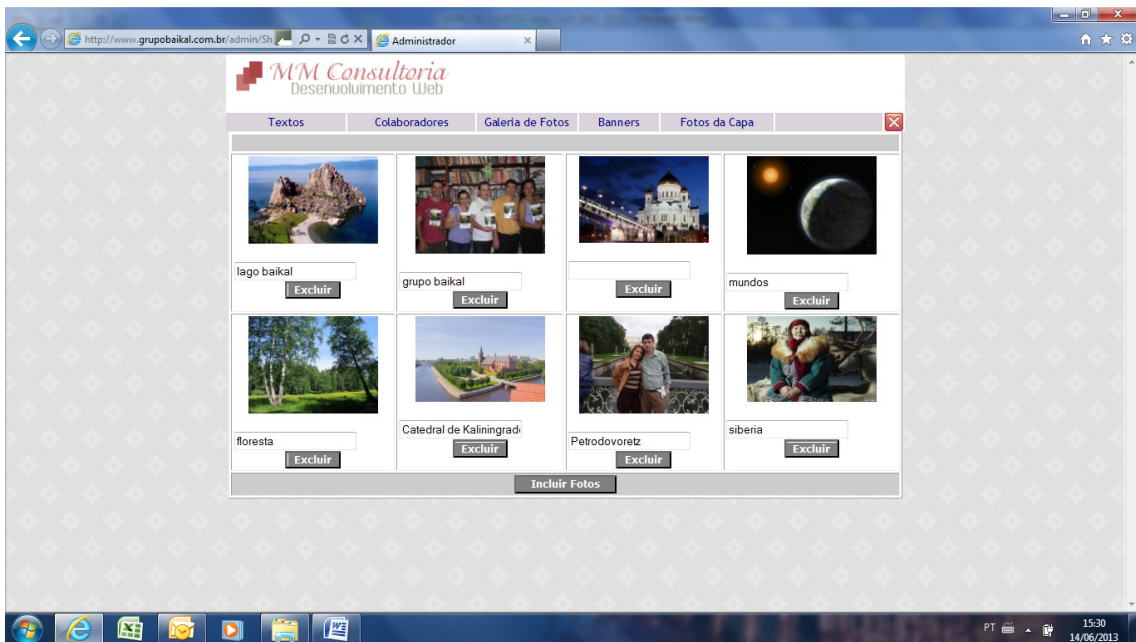 http://www.grupobaikal.com.br/admin/Sh
Administrador
MM Consultoria
Desenvolvimento Web
Textos Colaboradores Galeria de Fotos Banners Fotos da Capa
lago baikal
Excluir
grupo baikal
Excluir
Excluir
mundos
Excluir
floresta
Excluir
Catedral de Kaliningrad
Excluir
Petrodovoretz
Excluir
siberia
Excluir
Incluir Fotos
PT
15:30
14/06/2013